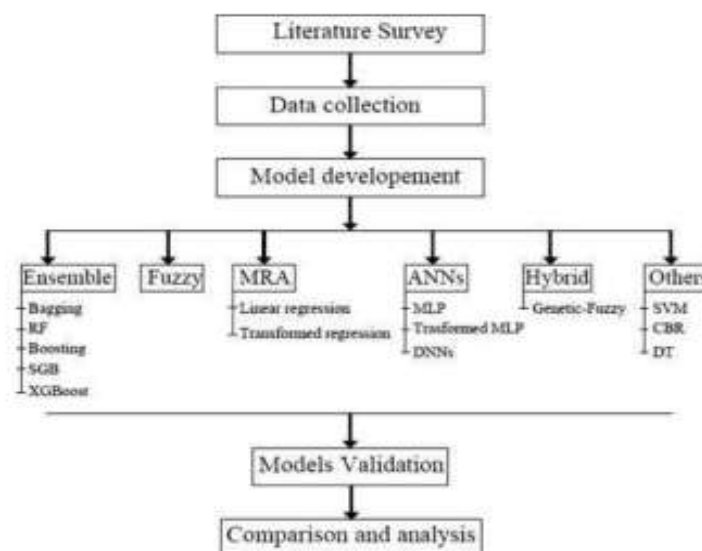 Literature Survey
Data collection
Model developement
Ensemble
Bagging
RF
Boosting
SGB
XGBoost
Fuzzy
MRA
Linear regression
Transformed regression
ANNs
MLP
Trasformed MLP
DNNs
Hybrid
Genetic-Fuzzy
Others
SVM
CBR
DT
Models Validation
Comparison and analysis